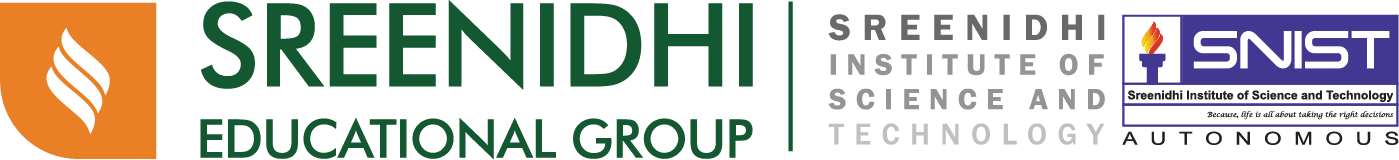 SREENIDHI
EDUCATIONAL GROUP
SREENIDHI
INSTITUTE OF
SCIENCE AND
TECHNOLOGY
SNIST
Sreenidhi Institute of Science and Technology
Because, life is all about taking the right decisions
AUTONOMOUS